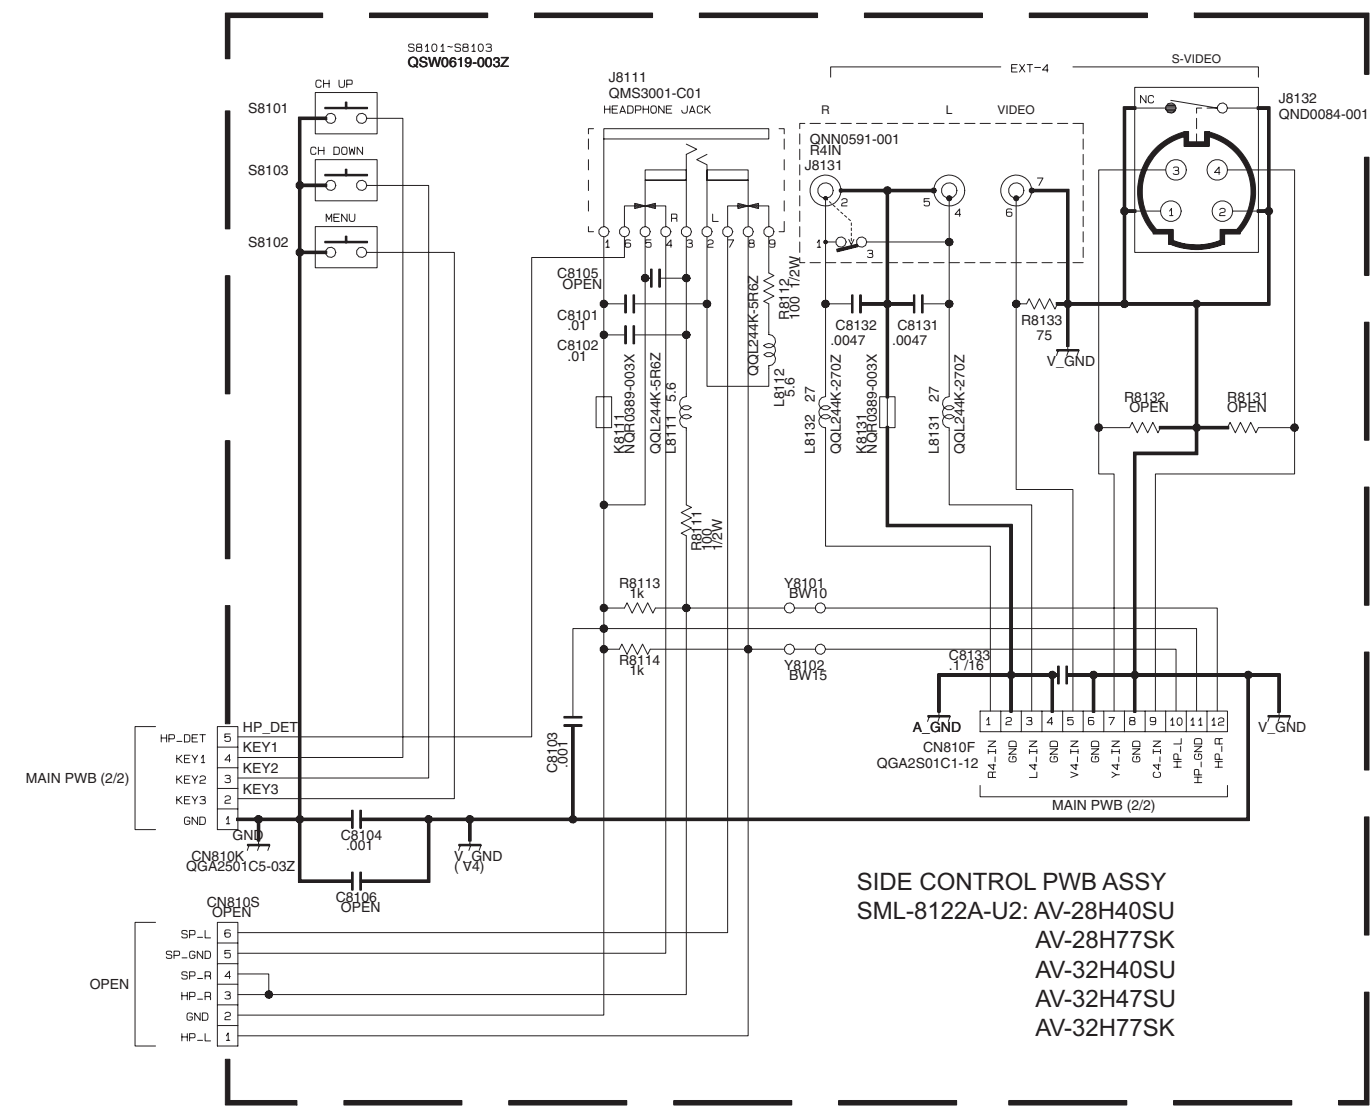 S8101~S8103
QSW0619-003Z
CH UP
S8101
CH DOWN
S8103
MENU
S8102
J8111
QMS3001-C01
HEADPHONE JACK
R
L
1
6
5
4
3
2
7
8
9
EXT-4
S-VIDEO
R
L
VIDEO
QNN0591-001
R4IN
J8131
2
5
4
7
6
1
3
NC
J8132
QND0084-001
3
4
1
2
C8105
OPEN
C8101
.01
C8102
.01
K8111
NQR0389-003X
QQL244K-5R6Z
L8111 5.6
QQL244K-5R6Z
R8112
100 1/2W
L8112
5.6
R8111
100
1/2W
C8132
.0047
C8131
.0047
R8133
75
V_GND
L8132 27
QQL244K-270Z
K8131
NQR0389-003X
L8131 27
QQL244K-270Z
R8132
OPEN
R8131
OPEN
R8113
1k
Y8101
BW10
R8114
1k
Y8102
BW15
C8133
.1 /16
C8103
.001
A_GND
1 2 3 4 5 6 7 8 9 10 11 12
V_GND
CN810F
QGA2S01C1-12
R4_IN
GND
L4_IN
GND
V4_IN
GND
Y4_IN
GND
C4_IN
HP_L
HP_GND
HP_R
MAIN PWB (2/2)
MAIN PWB (2/2)
HP_DET 5 HP_DET
KEY1 4 KEY1
KEY2 3 KEY2
KEY3 2 KEY3
GND 1
GND
CN810K
QGA2501C5-03Z
C8104
.001
V_GND
( ∀4)
C8106
OPEN
CN810S
OPEN
OPEN
SP_L 6
SP_GND 5
SP_R 4
HP_R 3
GND 2
HP_L 1
SIDE CONTROL PWB ASSY
SML-8122A-U2: AV-28H40SU
AV-28H77SK
AV-32H40SU
AV-32H47SU
AV-32H77SK